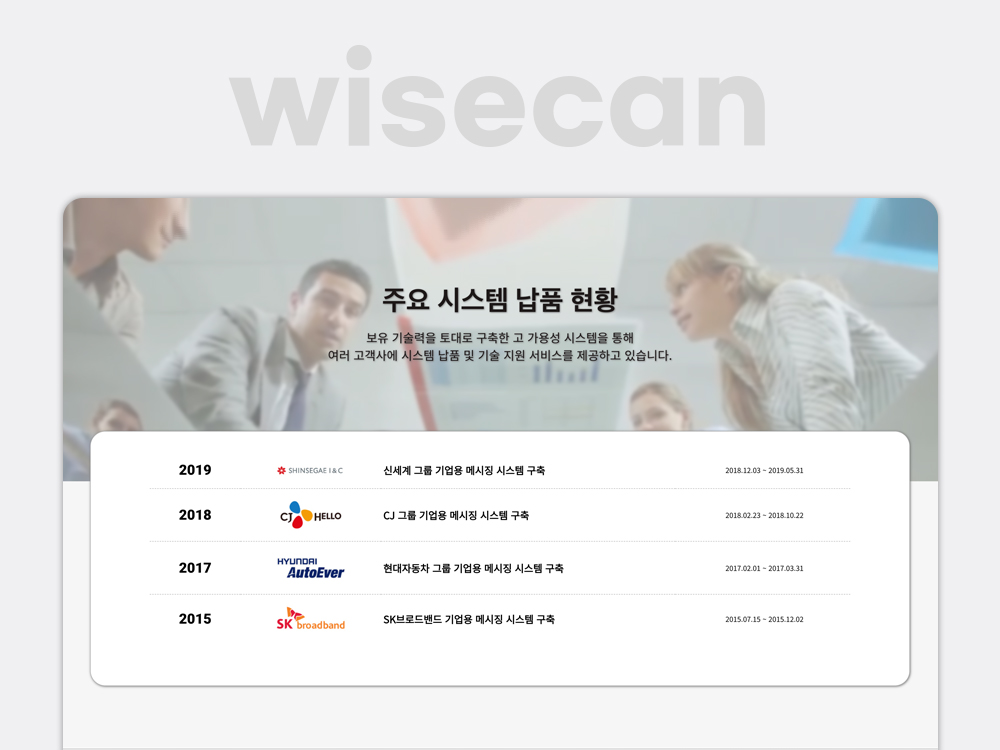 wisecan
주요 시스템 납품 현황
보유 기술력을 토대로 구축한 고 가용성 시스템을 통해
여러 고객사에 시스템 납품 및 기술 지원 서비스를 제공하고 있습니다.
2019 SHINSEGAE I&C 신세계 그룹 기업용 메시징 시스템 구축 2018.12.03 ~ 2019.05.31
2018 CJ HELLO CJ 그룹 기업용 메시징 시스템 구축 2018.02.23 ~ 2018.10.22
2017 HYUNDAI AutoEver 현대자동차 그룹 기업용 메시징 시스템 구축 2017.02.01 ~ 2017.03.31
2015 SK broadband SK브로드밴드 기업용 메시징 시스템 구축 2015.07.15 ~ 2015.12.02